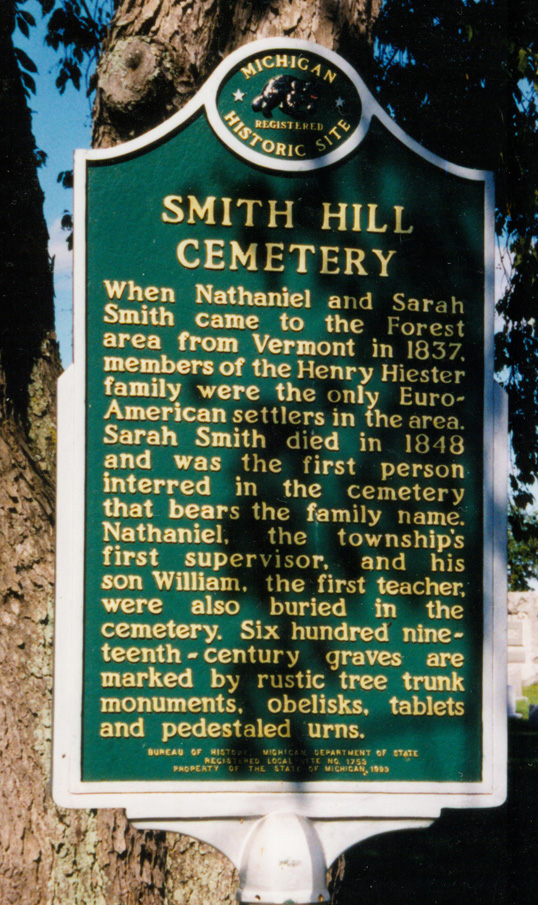 MICHIGAN
REGISTERED
HISTORIC SITE
SMITH HILL
CEMETERY
When Nathaniel and Sarah
Smith came to the Forest
area from Vermont in 1837,
members of the Henry Hiester
family were the only Euro-
American settlers in the area.
Sarah Smith died in 1848
and was the first person
interred in the cemetery
that bears the family name.
Nathaniel, the township's
first supervisor, and his
son William, the first teacher,
were also buried in the
cemetery. Six hundred nine-
teenth-century graves are
marked by rustic tree trunk
monuments, obelisks, tablets
and pedestaled urns.
BUREAU OF HISTORY, MICHIGAN DEPARTMENT OF STATE
REGISTERED LOCAL SITE NO.
PROPERTY OF THE STATE OF MICHIGAN,